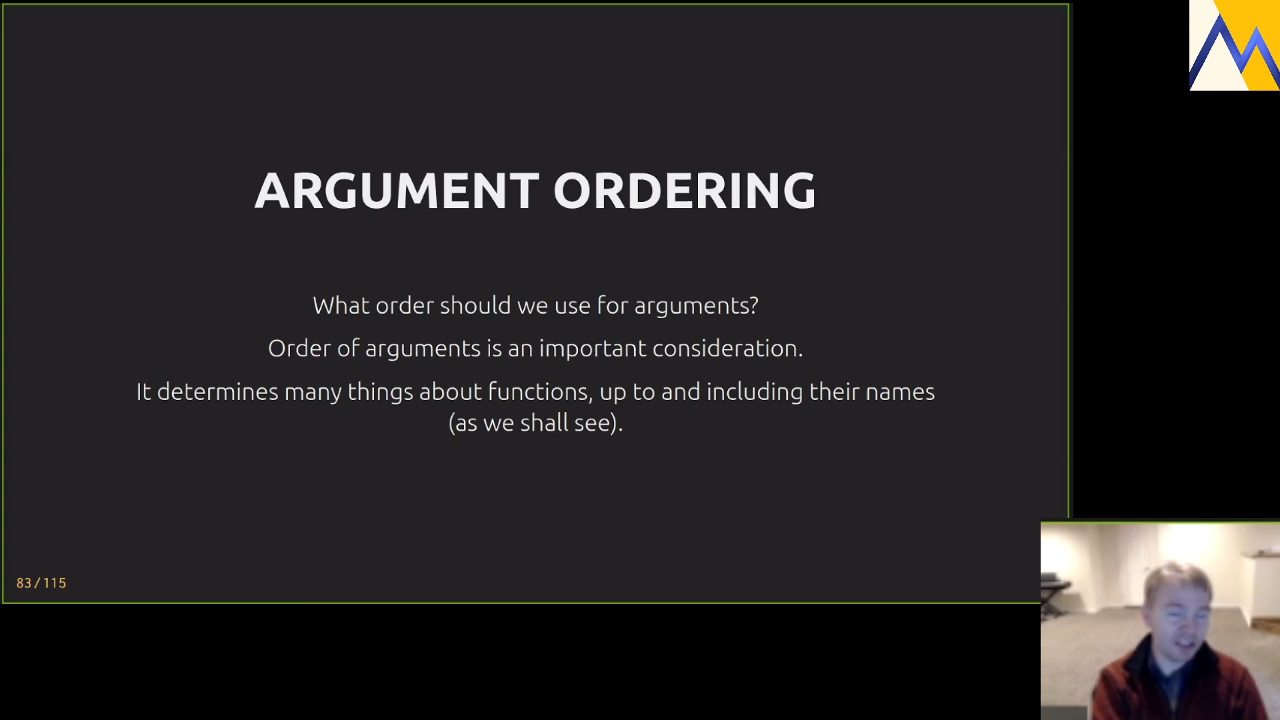 ARGUMENT ORDERING
What order should we use for arguments?
Order of arguments is an important consideration.
It determines many things about functions, up to and including their names
(as we shall see).
83/115